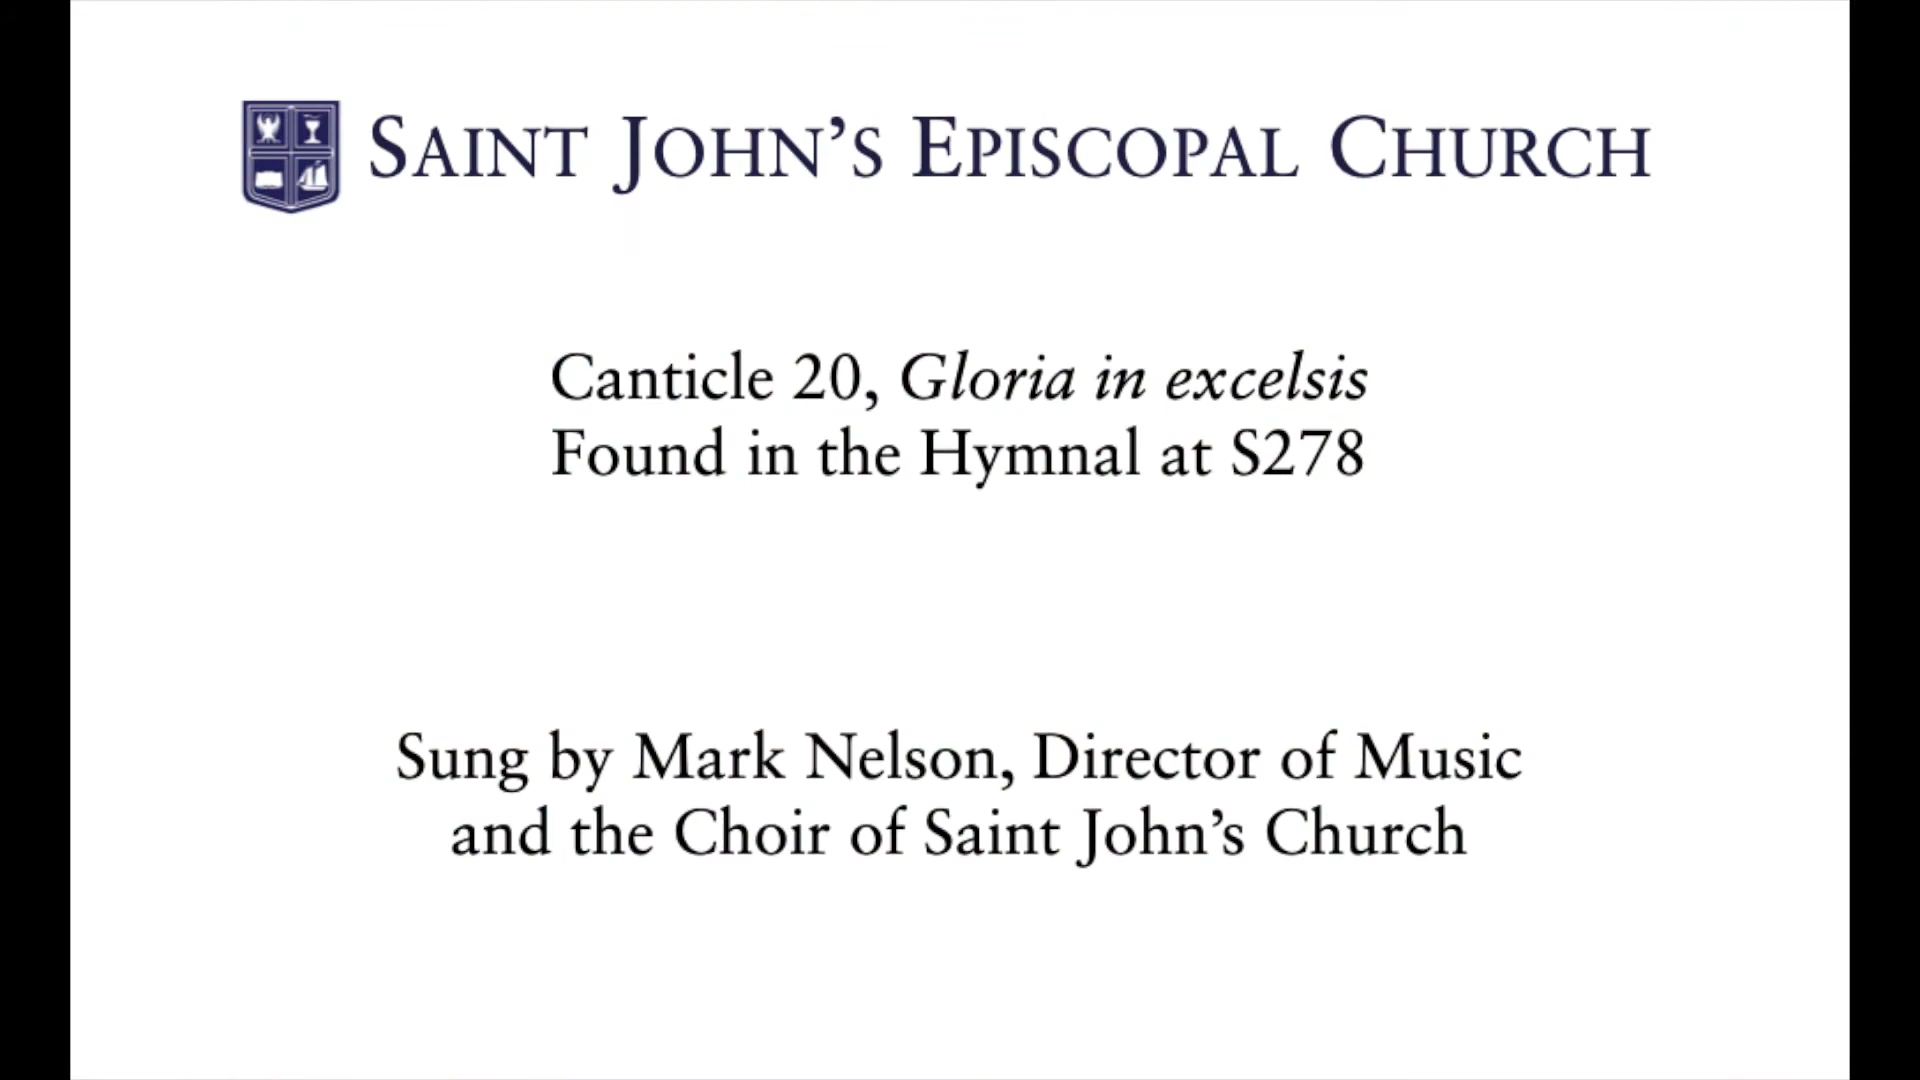 SAINT JOHN’S EPISCOPAL CHURCH
Canticle 20, Gloria in excelsis
Found in the Hymnal at S278
Sung by Mark Nelson, Director of Music
and the Choir of Saint John’s Church